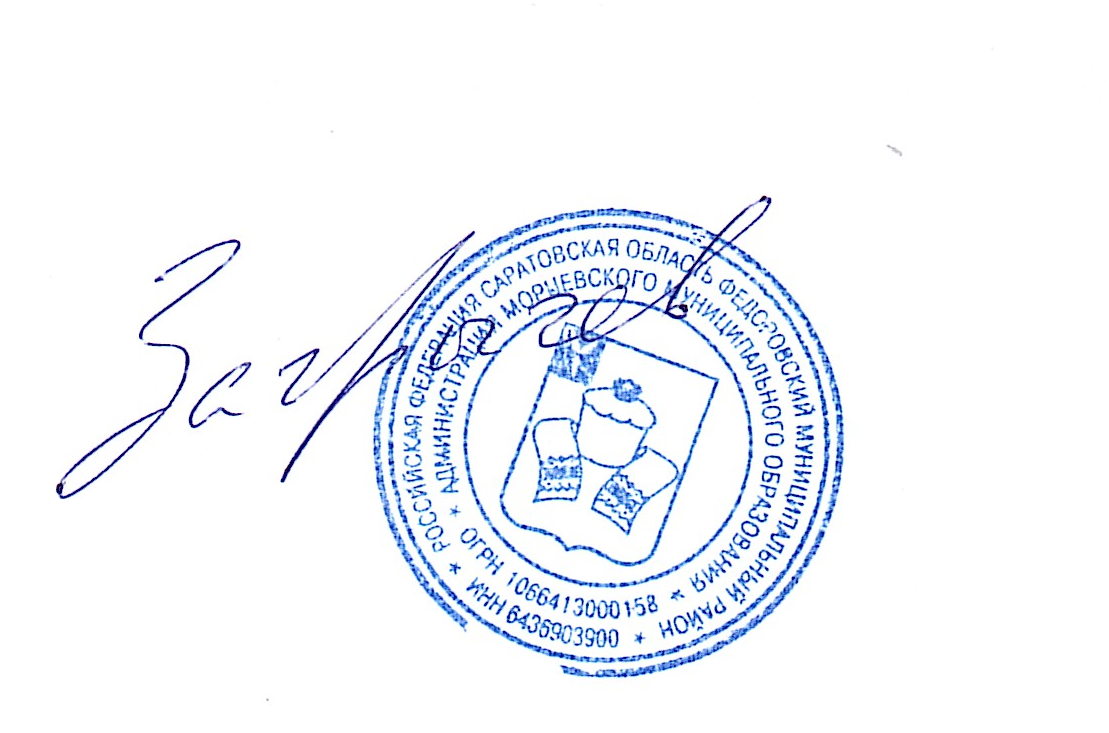 РОССИЙСКАЯ ФЕДЕРАЦИЯ САРАТОВСКАЯ ОБЛАСТЬ ФЕДОРОВСКИЙ МУНИЦИПАЛЬНЫЙ РАЙОН *
* АДМИНИСТРАЦИЯ МОРЦЕВСКОГО МУНИЦИПАЛЬНОГО ОБРАЗОВАНИЯ *
ОГРН 1066413000158
* ИНН 6436903900